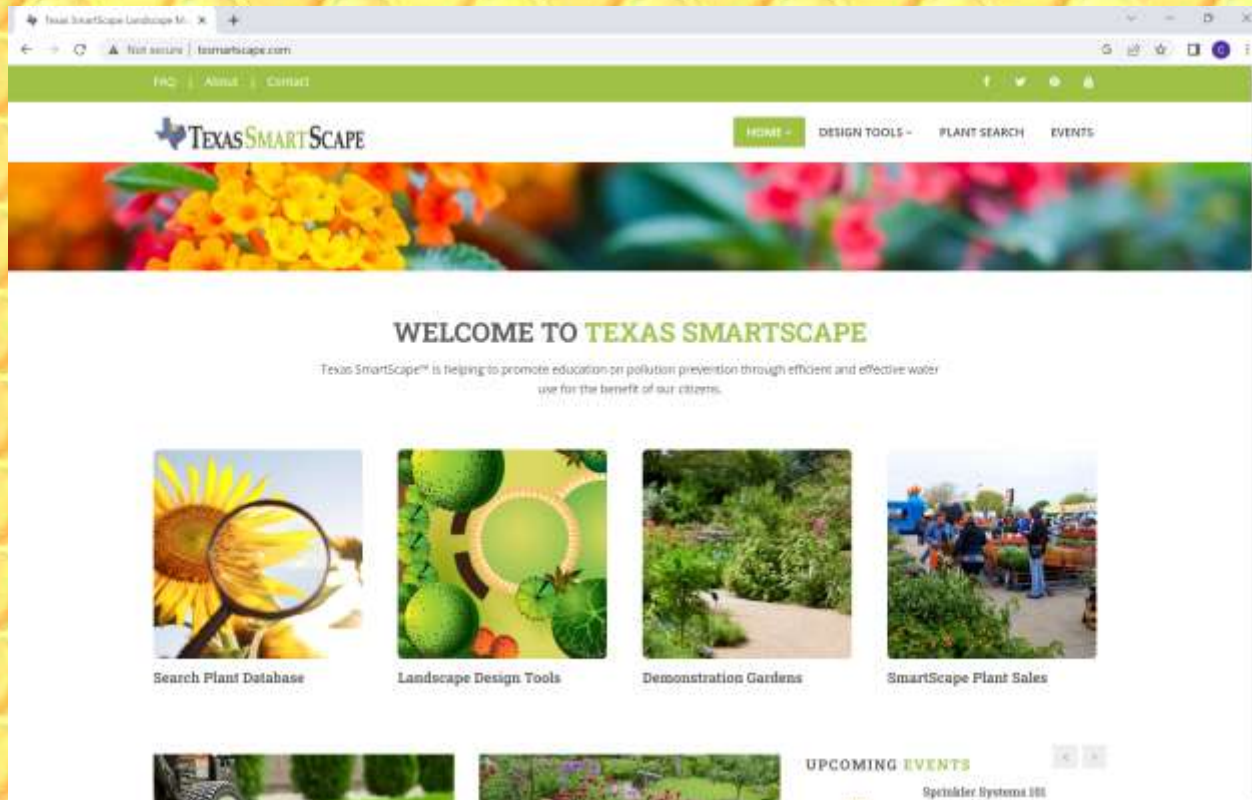 Texas SmartScape Landscape M
Not secure | txsmartscape.com
FAQ | About | Contact
TEXAS SMARTSCAPE
HOME DESIGN TOOLS PLANT SEARCH EVENTS
WELCOME TO TEXAS SMARTSCAPE
Texas SmartScape™ is helping to promote education on pollution prevention through efficient and effective water
use for the benefit of our citizens.
Search Plant Database
Landscape Design Tools
Demonstration Gardens
SmartScape Plant Sales
UPCOMING EVENTS
Sprinkler Systems 101